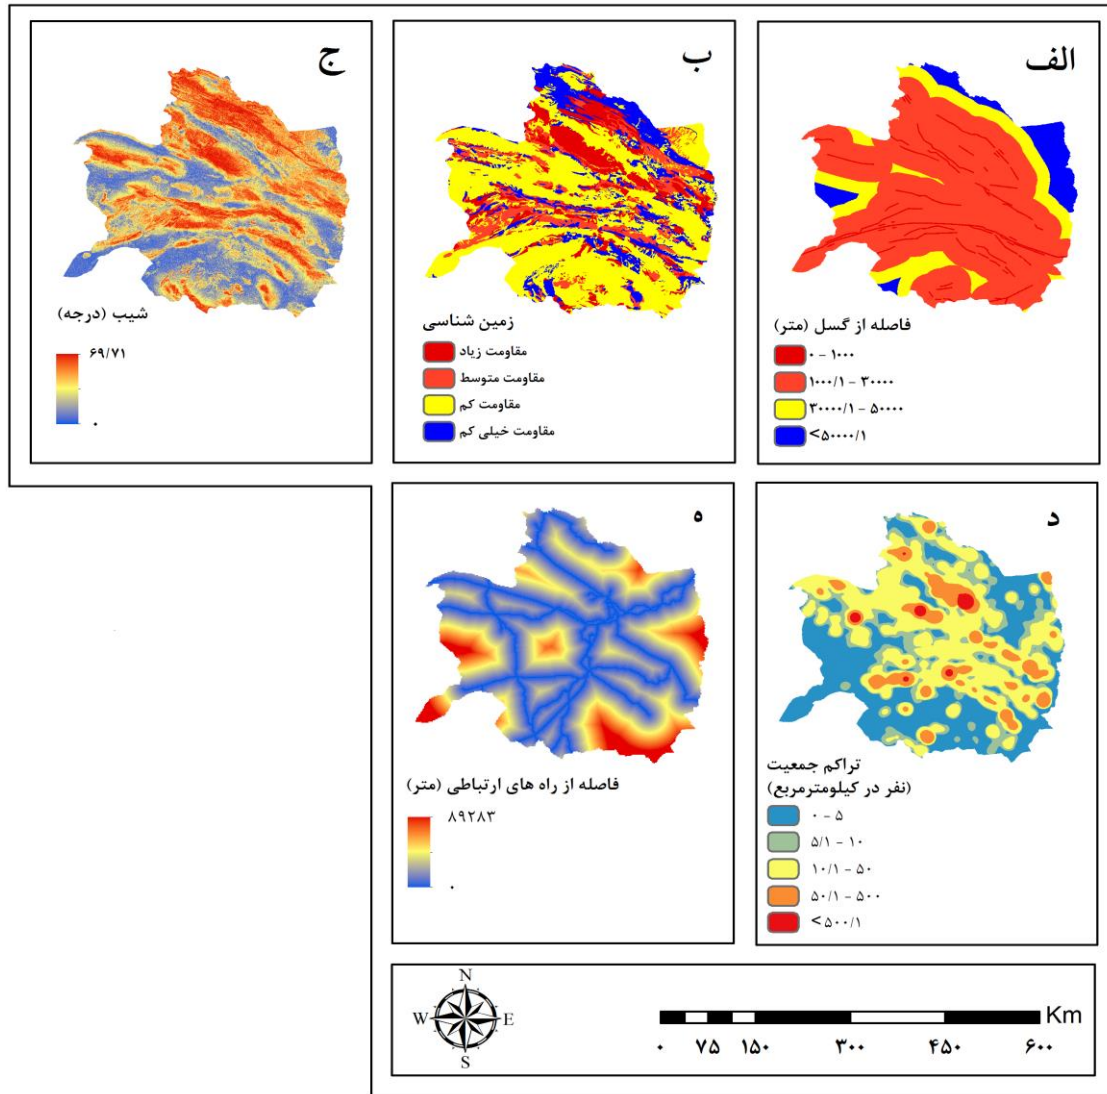 الف
فاصله از گسل (متر)
۰ - ۱۰۰۰
۱۰۰۰/۱ - ۳۰۰۰۰
۳۰۰۰۰/۱ - ۵۰۰۰۰
<۵۰۰۰۰/۱
ب
زمین شناسی
مقاومت زیاد
مقاومت متوسط
مقاومت کم
مقاومت خیلی کم
ج
شیب (درجه)
۶۹/۷۱
۰
د
تراکم جمعیت
(نفر در کیلومترمربع)
۰ - ۵
۵/۱ - ۱۰
۱۰/۱ - ۵۰
۵۰/۱ - ۵۰۰
<۵۰۰/۱
ه
فاصله از راه های ارتباطی (متر)
۸۹۲۸۳
۰
N
W E
S
Km
۰ ۷۵ ۱۵۰ ۳۰۰ ۴۵۰ ۶۰۰